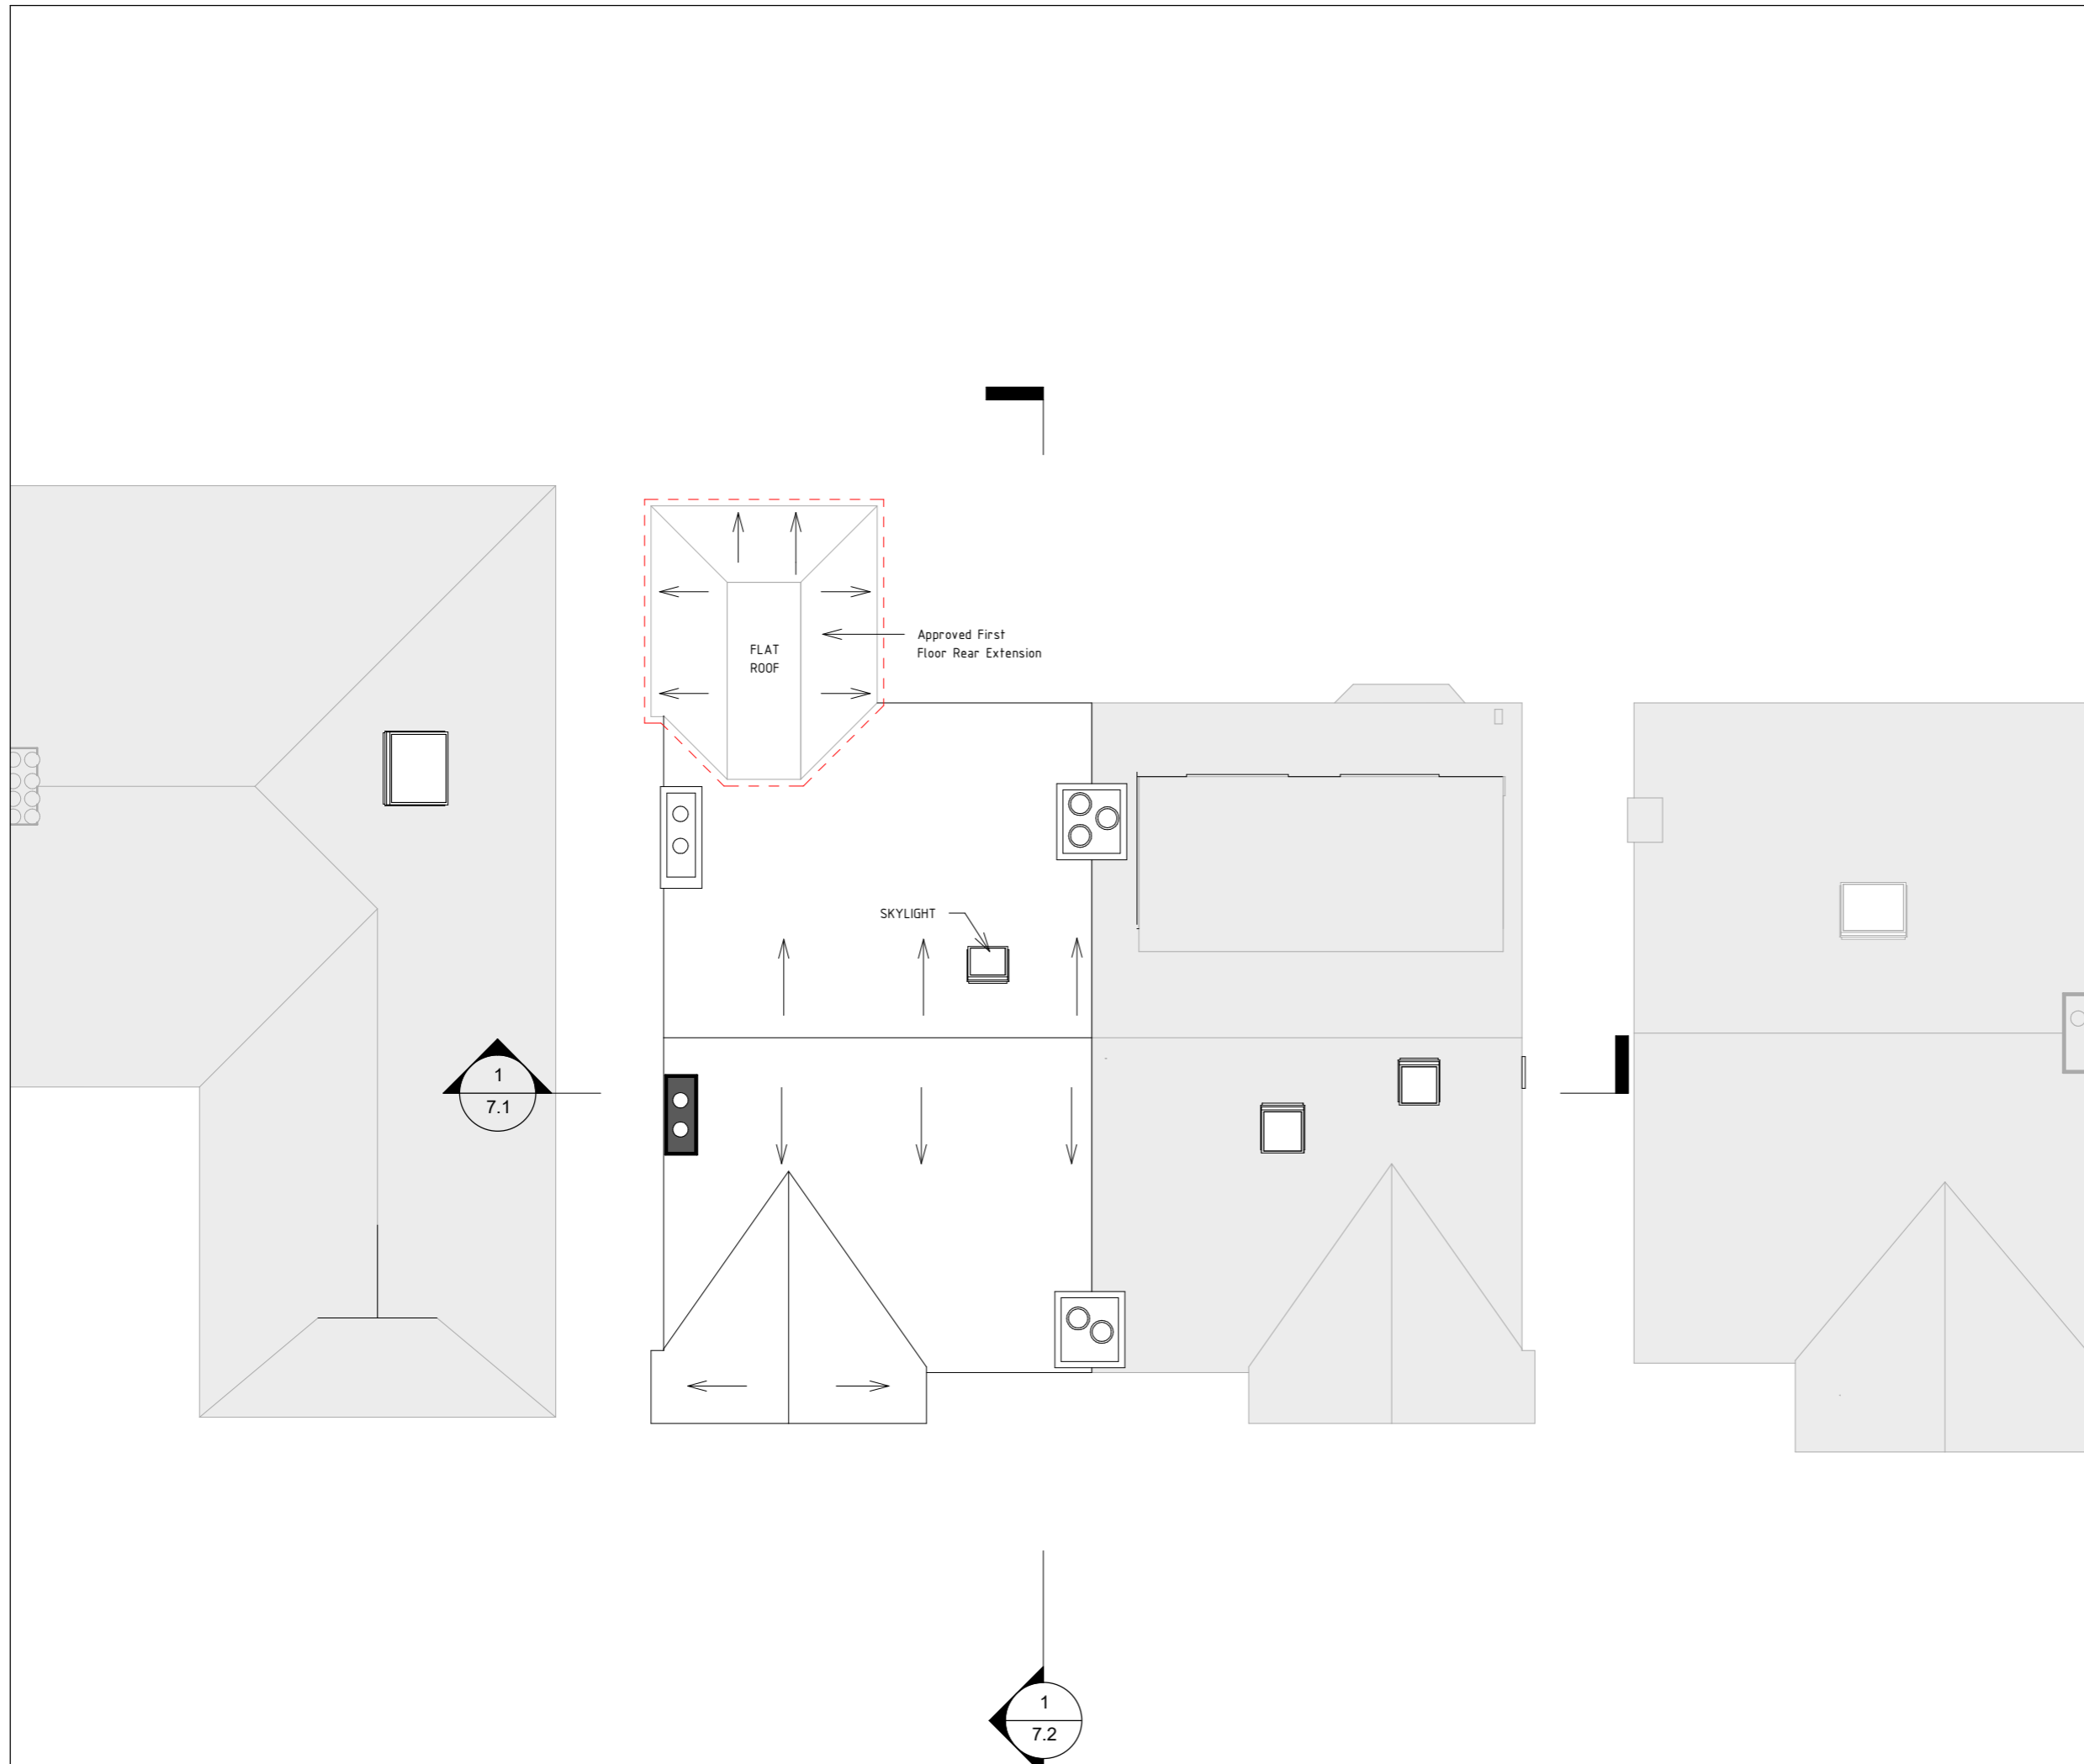 FLAT
ROOF
Approved First
Floor Rear Extension
SKYLIGHT
1
7.1
1
7.2